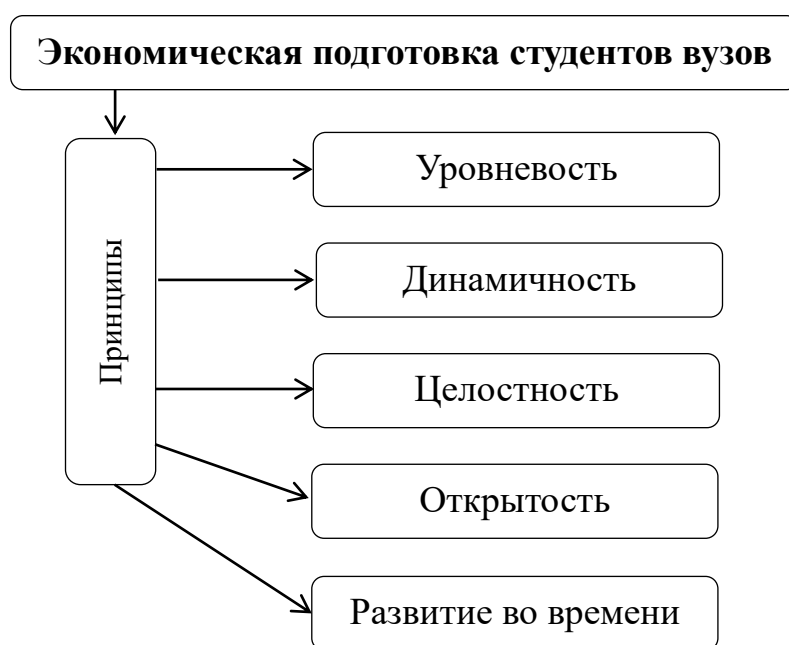 Экономическая подготовка студентов вузов
Принципы
Уровневость
Динамичность
Целостность
Открытость
Развитие во времени